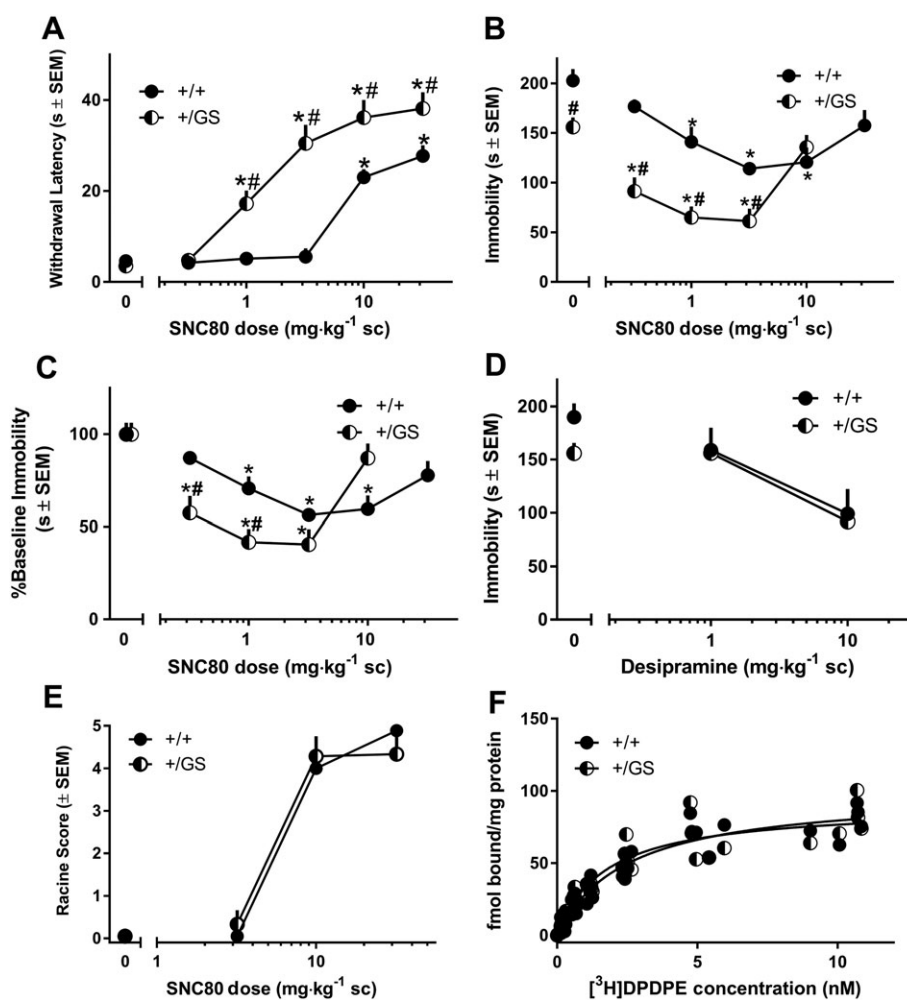 A
Withdrawal Latency (s ± SEM)
+/+
+/GS
40
20
0
*#
*#
*#
*#
*
*
0
1
10
SNC80 dose (mg·kg⁻¹ sc)
B
Immobility (s ± SEM)
+/+
+/GS
200
150
100
50
0
#
*
*
*
*#
*#
*#
0
1
10
SNC80 dose (mg·kg⁻¹ sc)
C
%Baseline Immobility
(s ± SEM)
+/+
+/GS
100
50
0
*
*
*
*#
*#
*
0
1
10
SNC80 dose (mg·kg⁻¹ sc)
D
Immobility (s ± SEM)
+/+
+/GS
200
150
100
50
0
0
1
10
Desipramine (mg·kg⁻¹ sc)
E
Racine Score (± SEM)
+/+
+/GS
5
4
3
2
1
0
0
1
10
SNC80 dose (mg·kg⁻¹ sc)
F
fmol bound/mg protein
+/+
+/GS
150
100
50
0
0
5
10
[³H]DPDPE concentration (nM)